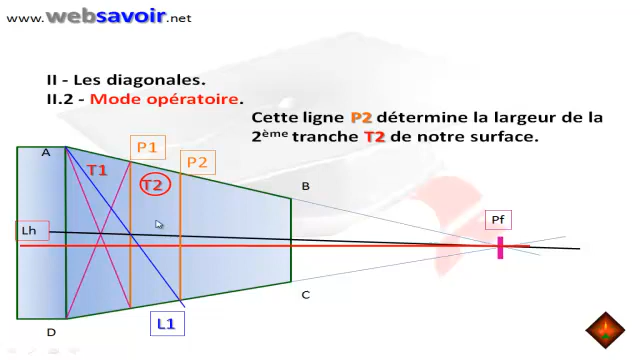 www.websavoir.net
II - Les diagonales.
II.2 - Mode opératoire.
Cette ligne P2 détermine la largeur de la
2ème tranche T2 de notre surface.
A
P1
P2
T1
T2
B
Lh
Pf
C
D
L1